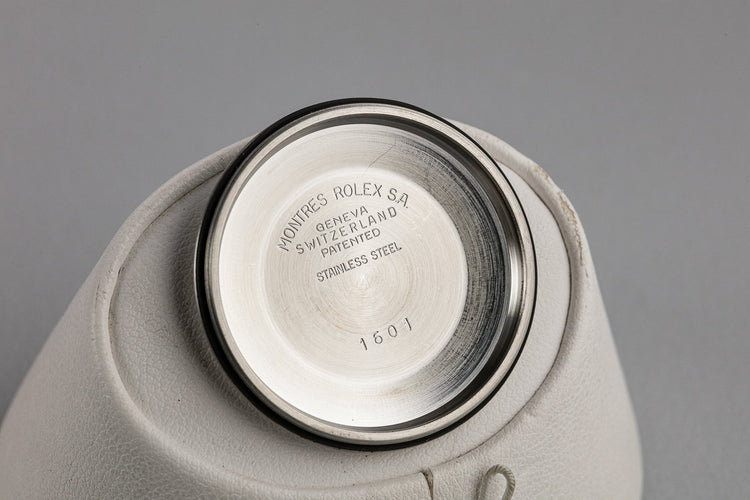 MONTRES ROLEX S.A.
GENEVA
SWITZERLAND
PATENTED
STAINLESS STEEL
1601